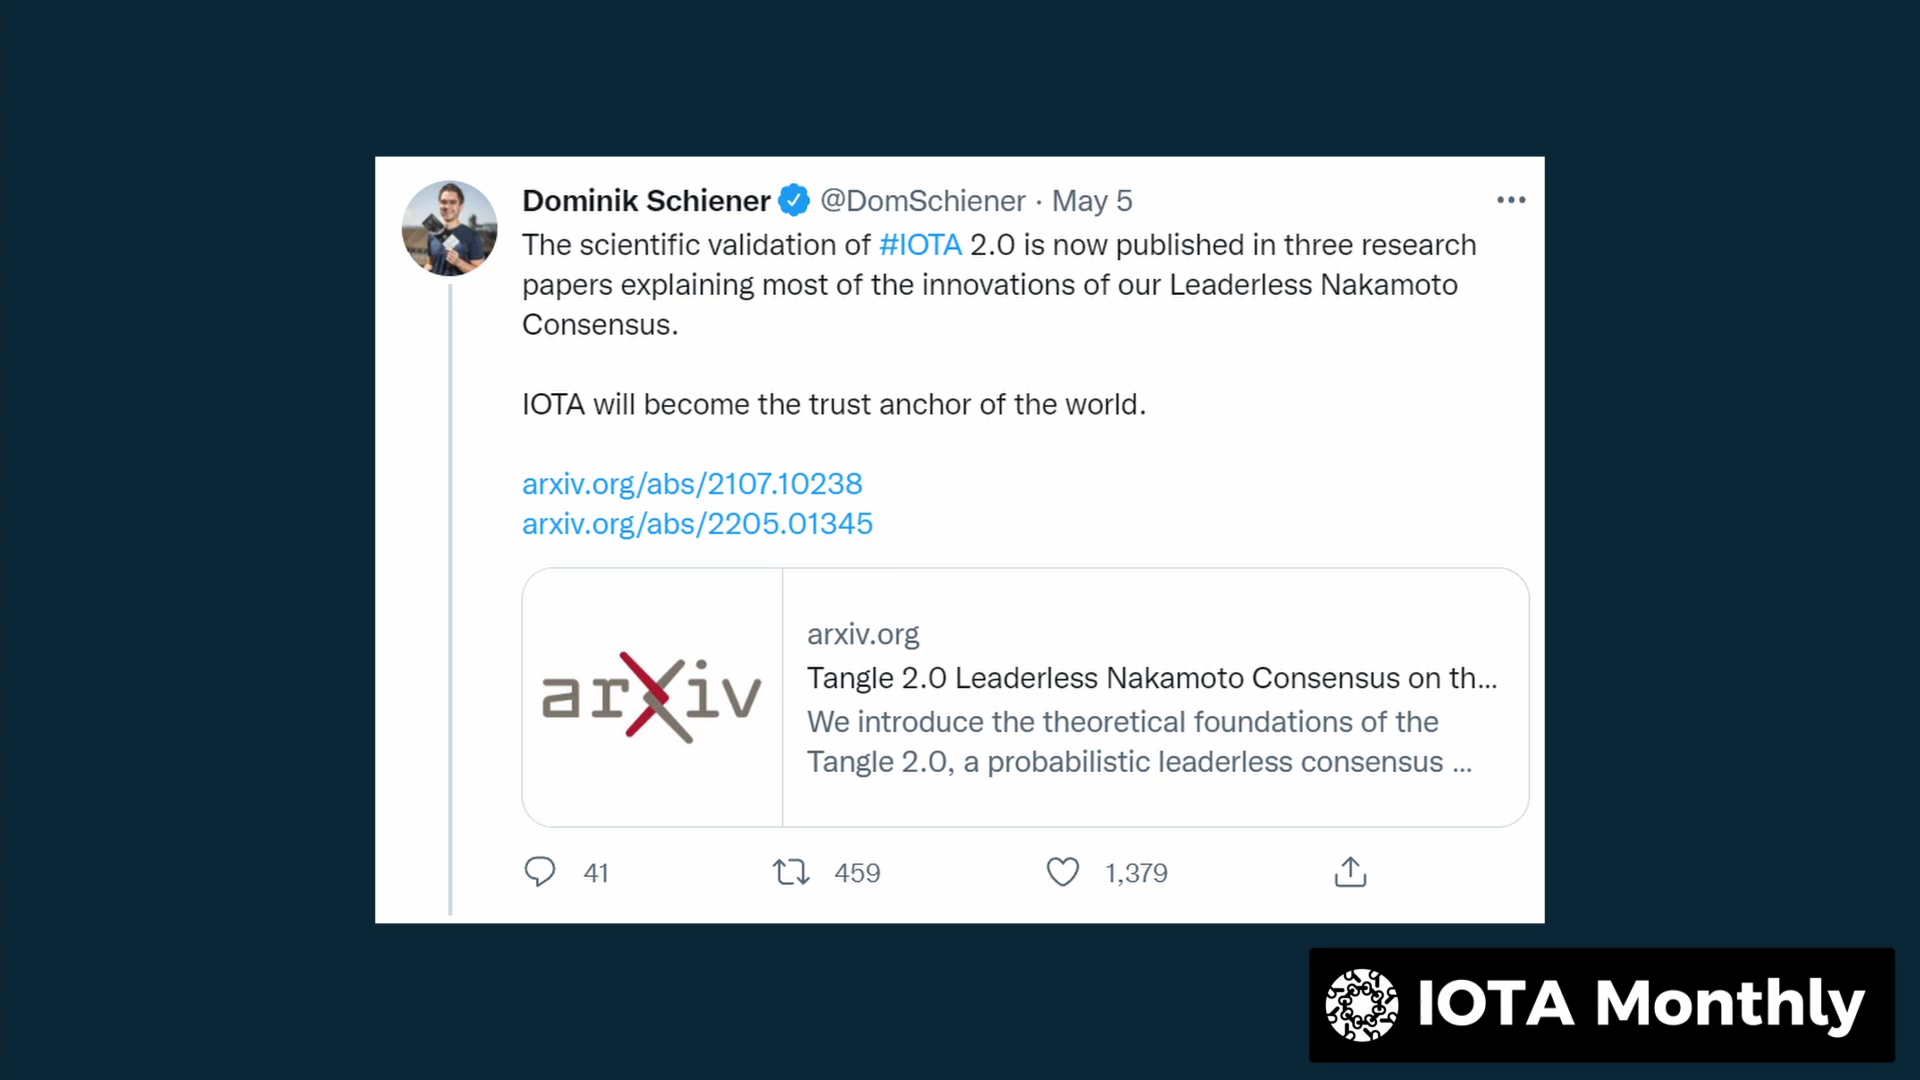 Dominik Schiener @DomSchiener · May 5
The scientific validation of #IOTA 2.0 is now published in three research
papers explaining most of the innovations of our Leaderless Nakamoto
Consensus.
IOTA will become the trust anchor of the world.
arxiv.org/abs/2107.10238
arxiv.org/abs/2205.01345
arXiv
arxiv.org
Tangle 2.0 Leaderless Nakamoto Consensus on th...
We introduce the theoretical foundations of the
Tangle 2.0, a probabilistic leaderless consensus ...
41 459 1,379
IOTA Monthly